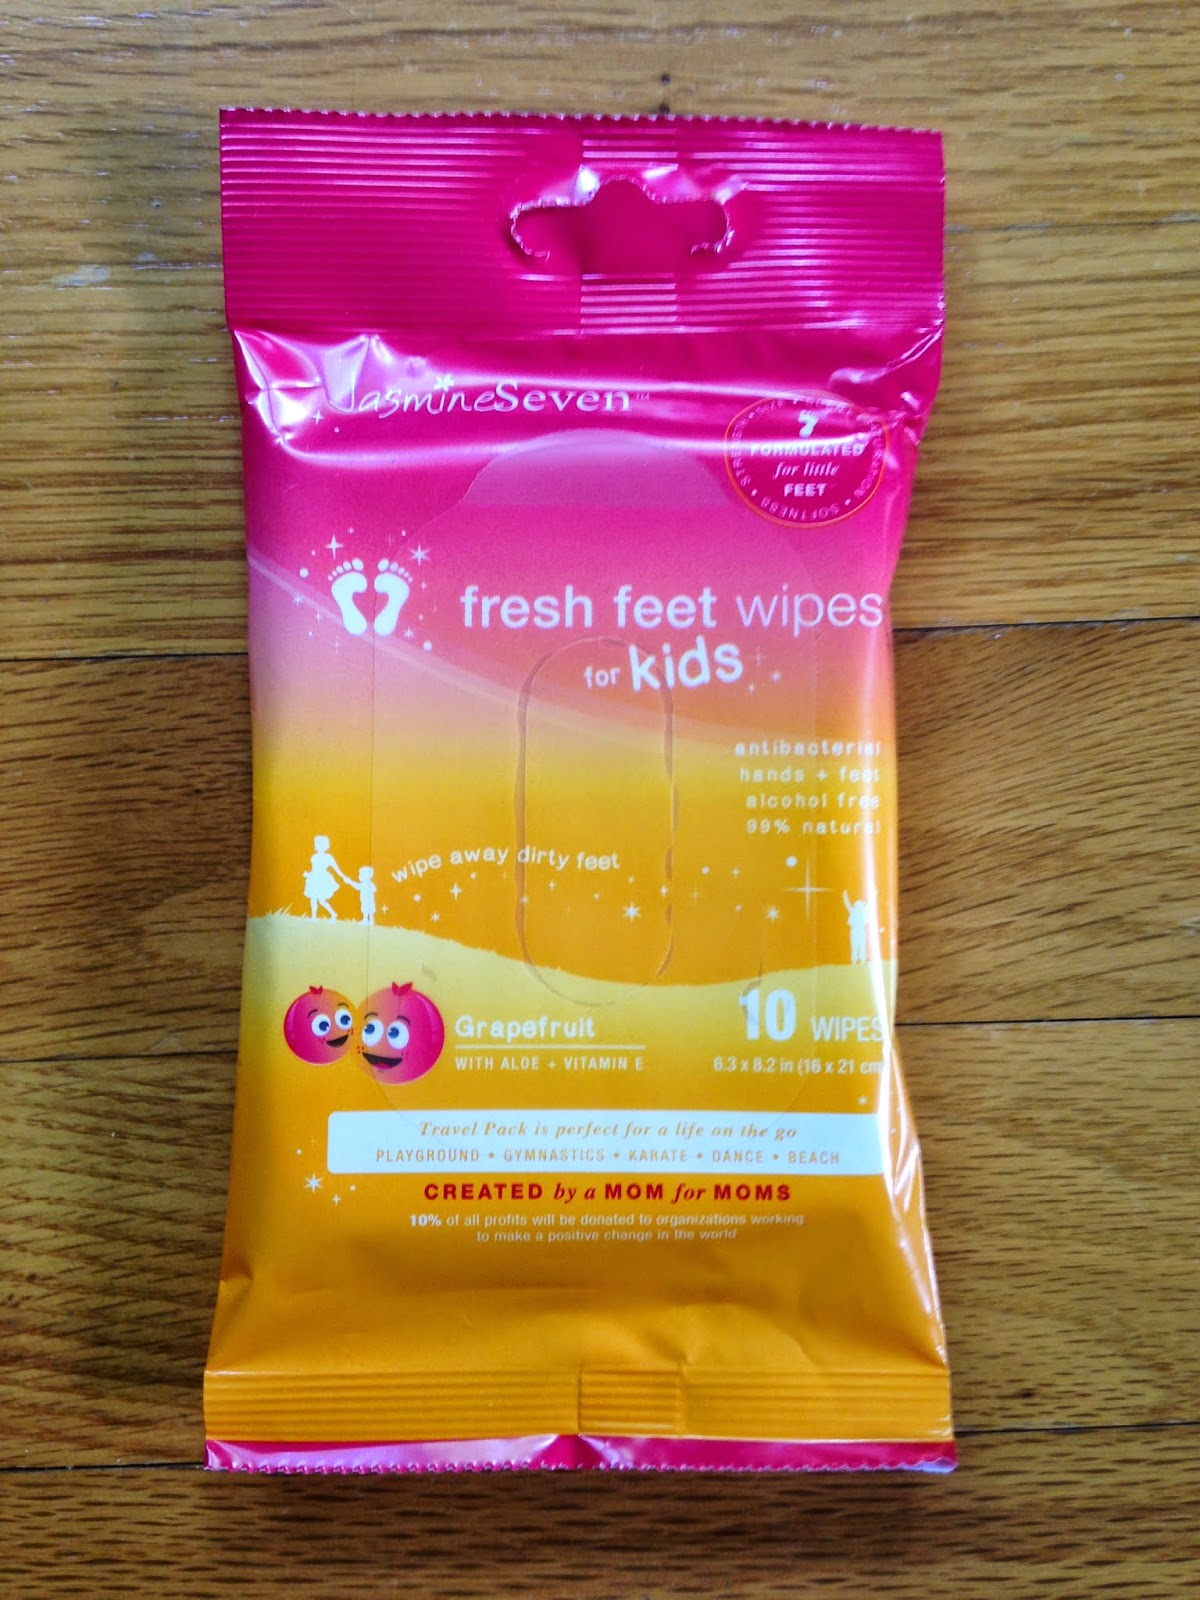 JasmineSeven™
7
FORMULATED
for little
FEET
SOFTNESS
fresh feet wipes
for kids
antibacterial
hands + feet
alcohol free
99% natural
wipe away dirty feet
Grapefruit
WITH ALOE + VITAMIN E
10 WIPES
6.3 x 8.2 in (16 x 21 cm
Travel Pack is perfect for a life on the go
PLAYGROUND • GYMNASTICS • KARATE • DANCE • BEACH
CREATED by a MOM for MOMS
10% of all profits will be donated to organizations working
to make a positive change in the world